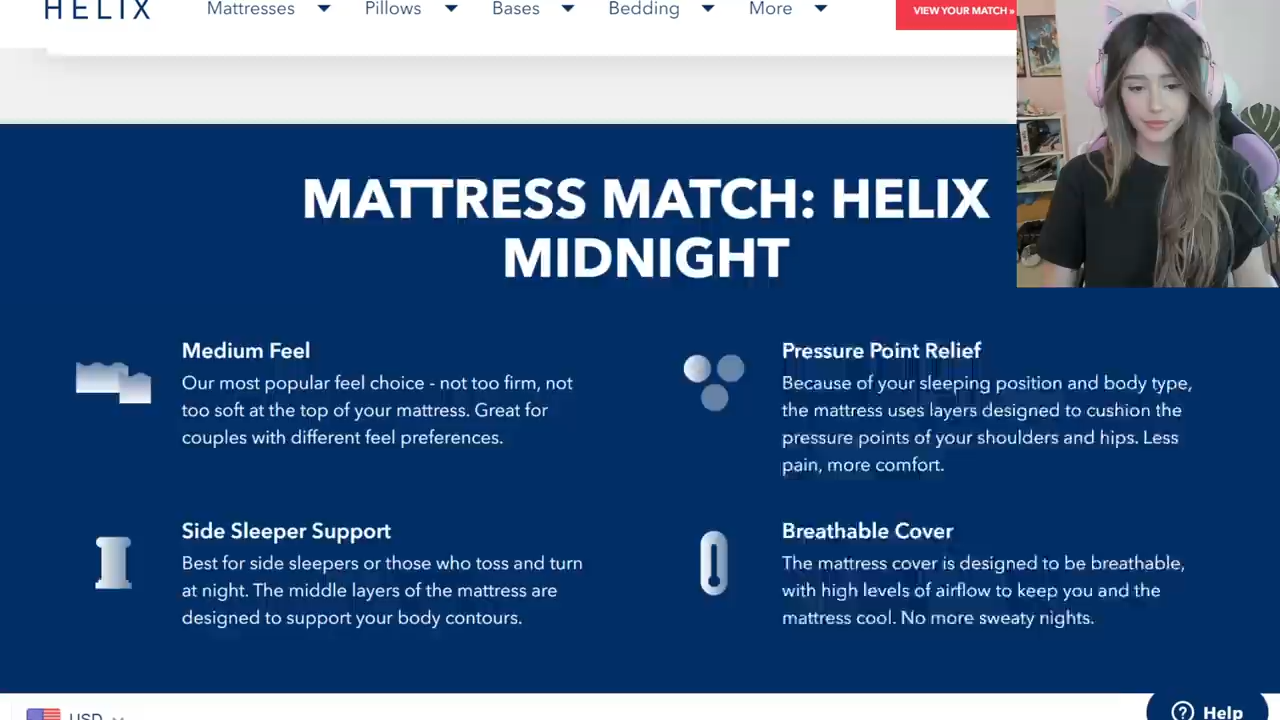 HELIX
Mattresses
Pillows
Bases
Bedding
More
VIEW YOUR MATCH »
MATTRESS MATCH: HELIX
MIDNIGHT
Medium Feel
Our most popular feel choice - not too firm, not
too soft at the top of your mattress. Great for
couples with different feel preferences.
Pressure Point Relief
Because of your sleeping position and body type,
the mattress uses layers designed to cushion the
pressure points of your shoulders and hips. Less
pain, more comfort.
Side Sleeper Support
Best for side sleepers or those who toss and turn
at night. The middle layers of the mattress are
designed to support your body contours.
Breathable Cover
The mattress cover is designed to be breathable,
with high levels of airflow to keep you and the
mattress cool. No more sweaty nights.
USD
? Help